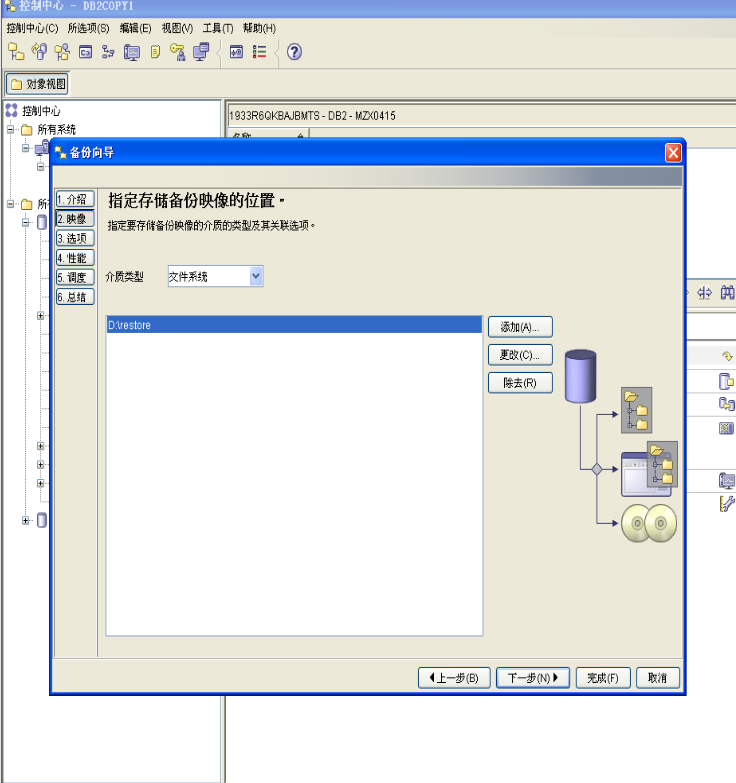 控制中心 - DB2COPY1
控制中心(C) 所选项(S) 编辑(E) 视图(V) 工具(T) 帮助(H)
对象视图
控制中心
所有系统
1933R6QKBAJBMTS - DB2 - MZX0415
名称
备份向导
所
1.介绍
2.映像
3.选项
4.性能
5.调度
6.总结
指定存储备份映像的位置。
指定要存储备份映像的介质的类型及其关联选项。
介质类型
文件系统
D:\restore
添加(A)...
更改(C)...
除去(R)
上一步(B)
下一步(N)
完成(F)
取消